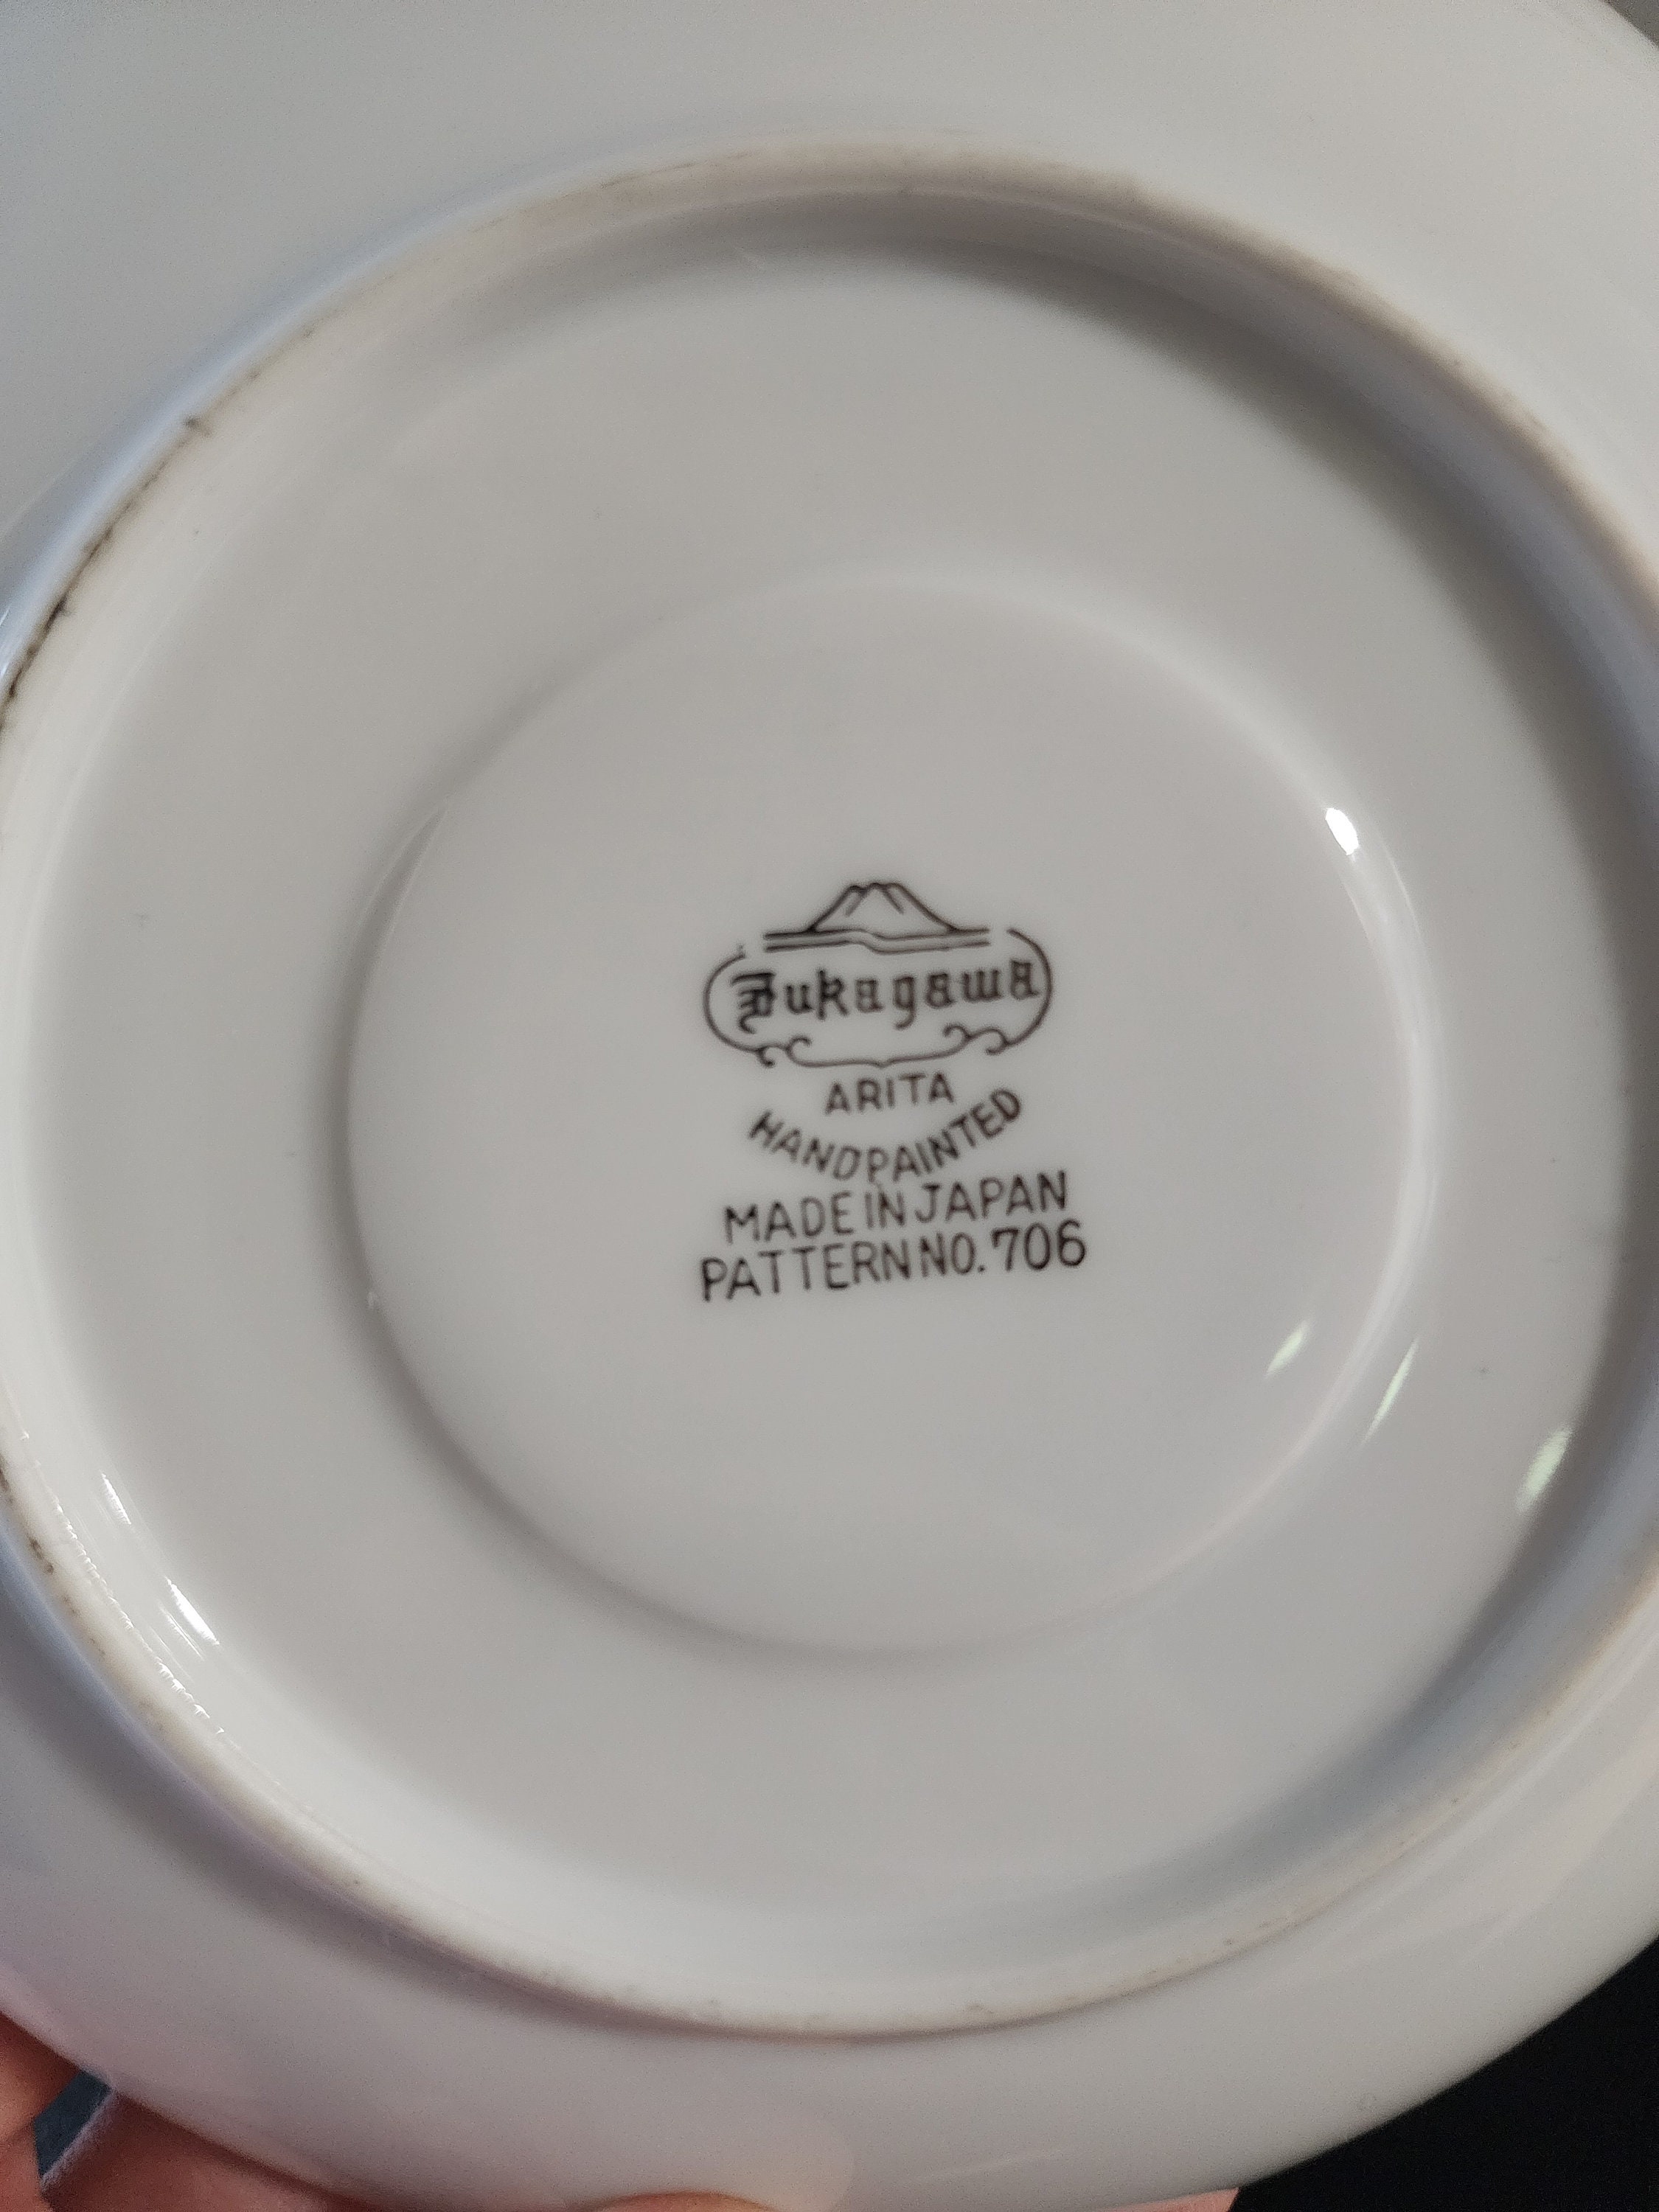 Fukagawa
ARITA
HANDPAINTED
MADE IN JAPAN
PATTERN NO. 706